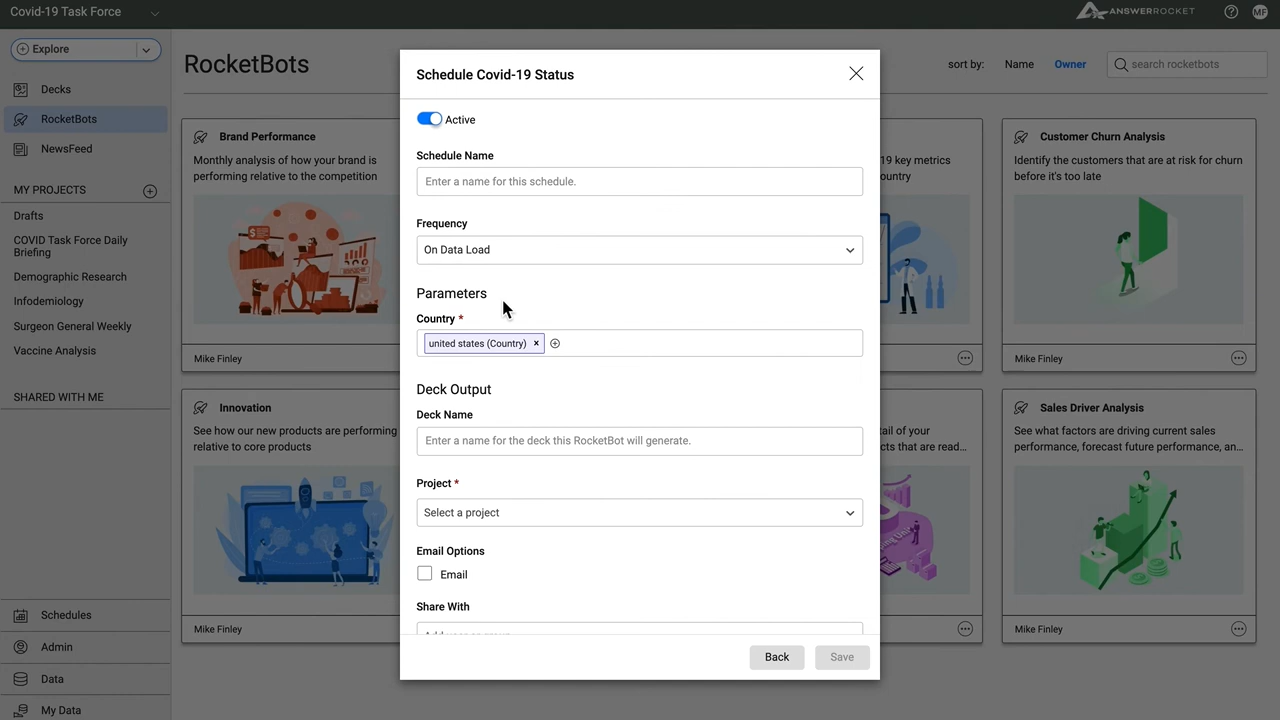 Covid-19 Task Force
ANSWERROCKET
MF
Explore
Decks
RocketBots
NewsFeed
MY PROJECTS
Drafts
COVID Task Force Daily
Briefing
Demographic Research
Infodemiology
Surgeon General Weekly
Vaccine Analysis
SHARED WITH ME
Schedules
Admin
Data
My Data
RocketBots
sort by:
Name
Owner
search rocketbots
Brand Performance
Monthly analysis of how your brand is
performing relative to the competition
Mike Finley
19 key metrics
ountry
Customer Churn Analysis
Identify the customers that are at risk for churn
before it's too late
Mike Finley
Innovation
See how our new products are performing
relative to core products
Mike Finley
tail of your
cts that are read...
Sales Driver Analysis
See what factors are driving current sales
performance, forecast future performance, an...
Mike Finley
Schedule Covid-19 Status
Active
Schedule Name
Enter a name for this schedule.
Frequency
On Data Load
Parameters
Country *
united states (Country) ×
Deck Output
Deck Name
Enter a name for the deck this RocketBot will generate.
Project *
Select a project
Email Options
Email
Share With
Back
Save